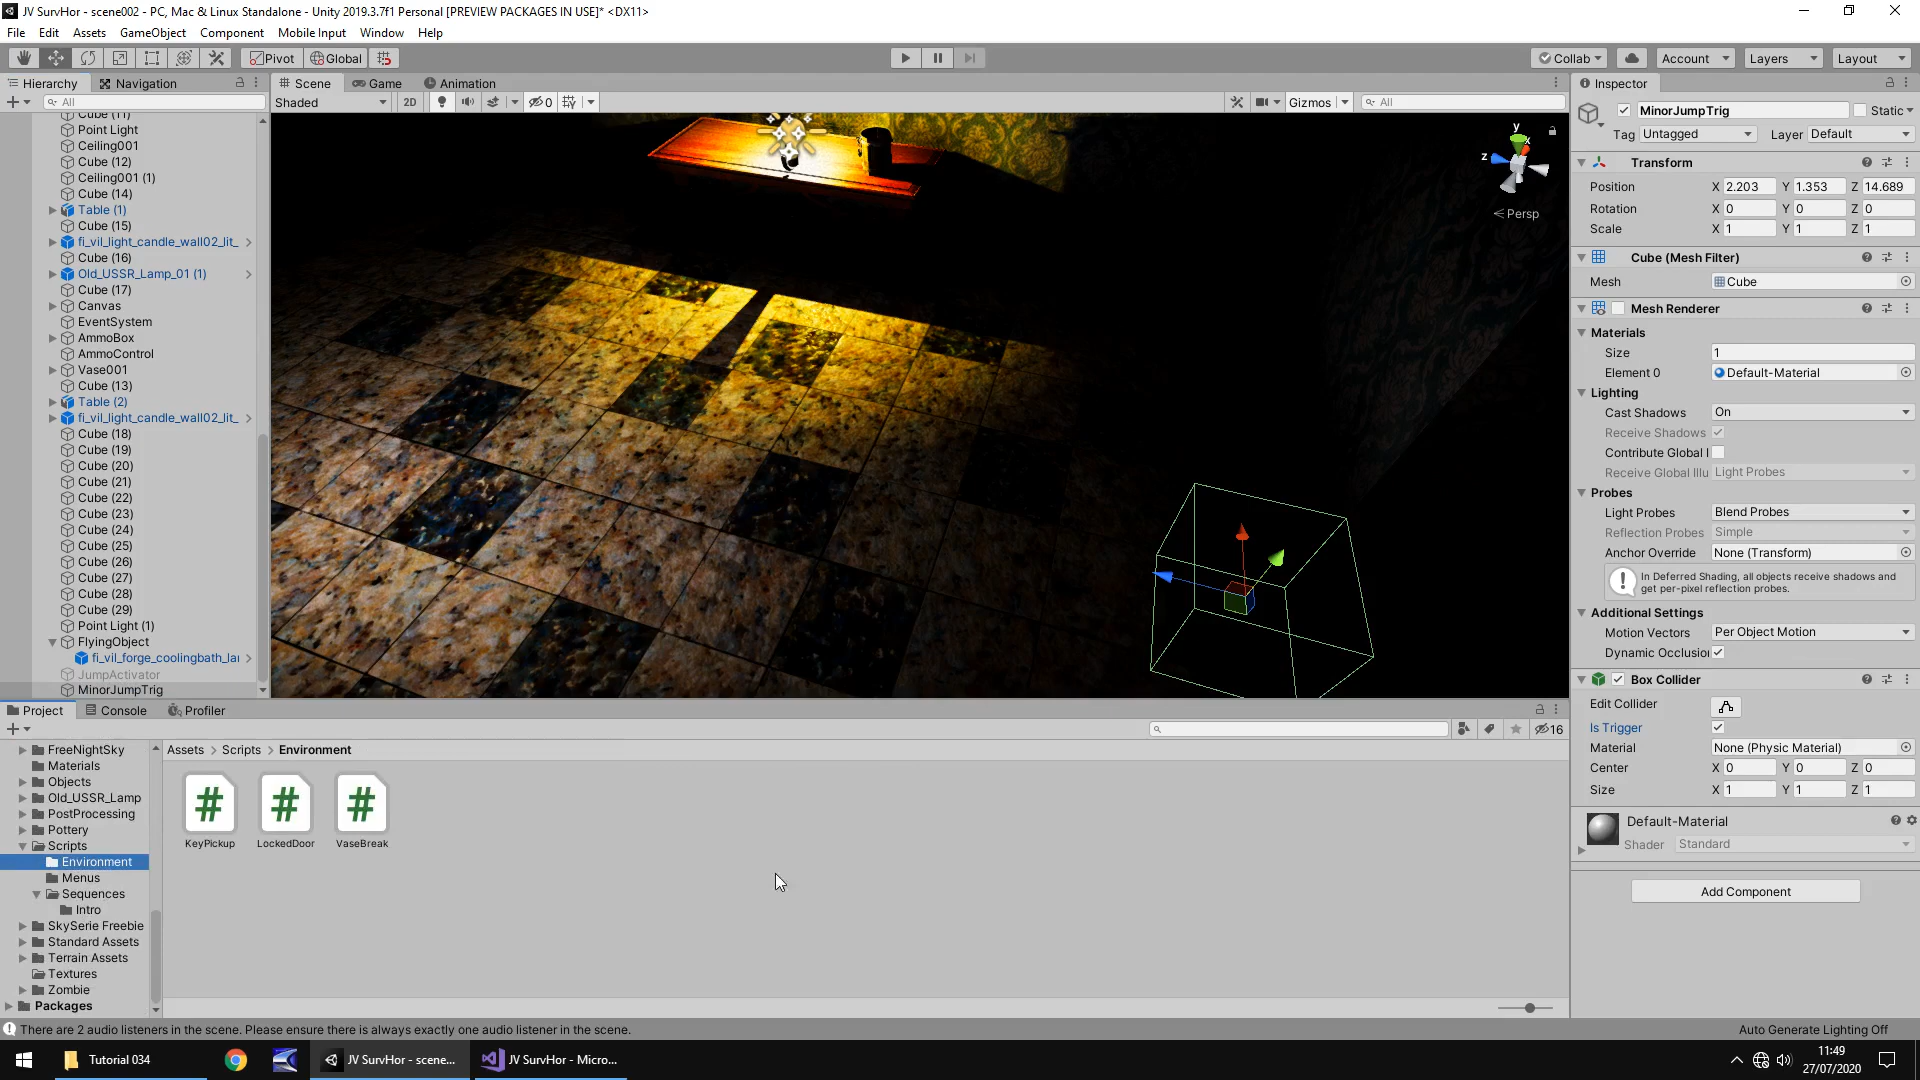 JV SurvHor - scene002 - PC, Mac & Linux Standalone - Unity 2019.3.7f1 Personal [PREVIEW PACKAGES IN USE]* <DX11>
File Edit Assets GameObject Component Mobile Input Window Help
Pivot Global Collab Account Layers Layout
Hierarchy Navigation
All
Cube (11)
Point Light
Ceiling001
Cube (12)
Ceiling001 (1)
Cube (14)
Table (1)
Cube (15)
fi_vil_light_candle_wall02_lit_
Cube (16)
Old_USSR_Lamp_01 (1)
Cube (17)
Canvas
EventSystem
AmmoBox
AmmoControl
Vase001
Cube (13)
Table (2)
fi_vil_light_candle_wall02_lit_
Cube (18)
Cube (19)
Cube (20)
Cube (21)
Cube (22)
Cube (23)
Cube (24)
Cube (25)
Cube (26)
Cube (27)
Cube (28)
Cube (29)
Point Light (1)
FlyingObject
fi_vil_forge_coolingbath_lar
JumpActivator
MinorJumpTrig
Scene Game Animation
Shaded 2D 0 Gizmos All
y
x
z
Persp
Inspector
MinorJumpTrig Static
Tag Untagged Layer Default
Transform
Position X 2.203 Y 1.353 Z 14.689
Rotation X 0 Y 0 Z 0
Scale X 1 Y 1 Z 1
Cube (Mesh Filter)
Mesh Cube
Mesh Renderer
Materials
Size 1
Element 0 Default-Material
Lighting
Cast Shadows On
Receive Shadows
Contribute Global I
Receive Global Illu Light Probes
Probes
Light Probes Blend Probes
Reflection Probes Simple
Anchor Override None (Transform)
In Deferred Shading, all objects receive shadows and
get per-pixel reflection probes.
Additional Settings
Motion Vectors Per Object Motion
Dynamic Occlusion
Box Collider
Edit Collider
Is Trigger
Material None (Physic Material)
Center X 0 Y 0 Z 0
Size X 1 Y 1 Z 1
Default-Material
Shader Standard
Add Component
Project Console Profiler
16
FreeNightSky
Materials
Objects
Old_USSR_Lamp
PostProcessing
Pottery
Scripts
Environment
Menus
Sequences
Intro
SkySerie Freebie
Standard Assets
Terrain Assets
Textures
Zombie
Packages
Assets > Scripts > Environment
KeyPickup LockedDoor VaseBreak
There are 2 audio listeners in the scene. Please ensure there is always exactly one audio listener in the scene.
Auto Generate Lighting Off
Tutorial 034
JV SurvHor - scene...
JV SurvHor - Micro...
11:49
27/07/2020